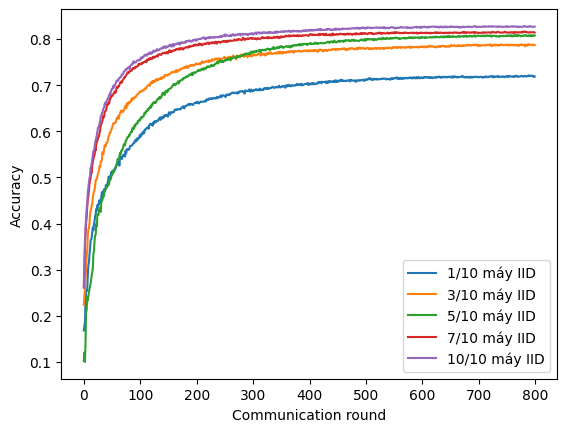 Accuracy
0.8
0.7
0.6
0.5
0.4
0.3
0.2
0.1
0 100 200 300 400 500 600 700 800
Communication round
1/10 máy IID
3/10 máy IID
5/10 máy IID
7/10 máy IID
10/10 máy IID